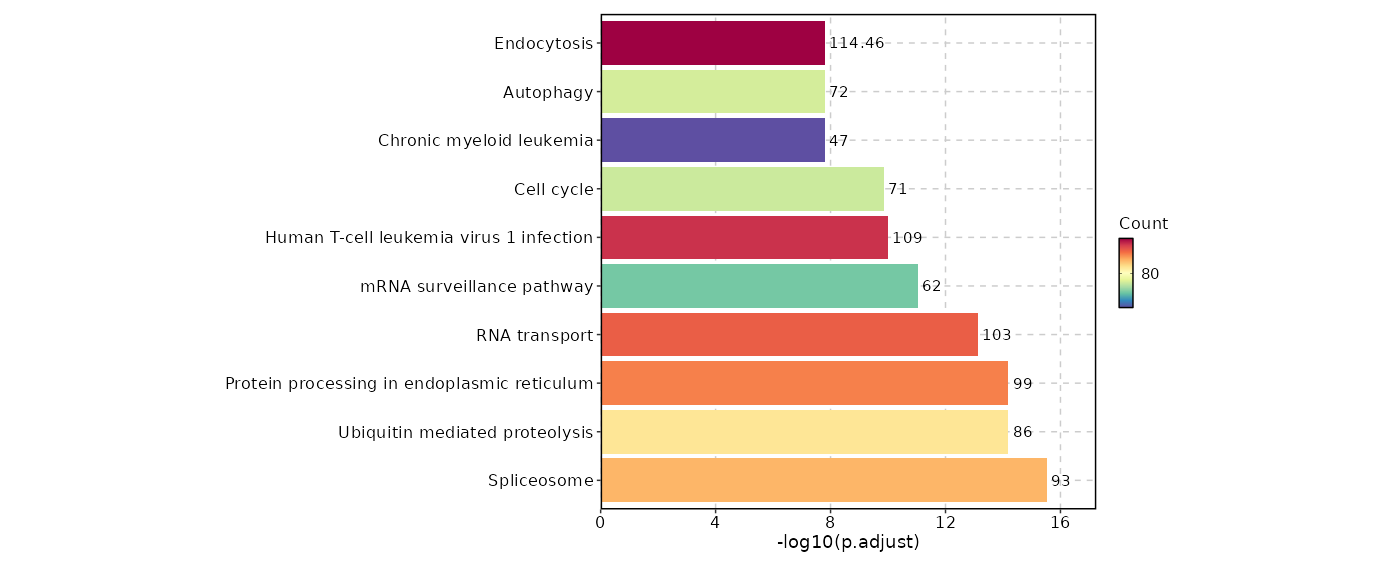 Endocytosis 114.46
Autophagy 72
Chronic myeloid leukemia 47
Cell cycle 71
Human T-cell leukemia virus 1 infection 109
mRNA surveillance pathway 62
RNA transport 103
Protein processing in endoplasmic reticulum 99
Ubiquitin mediated proteolysis 86
Spliceosome 93
0 4 8 12 16
-log10(p.adjust)
Count
80